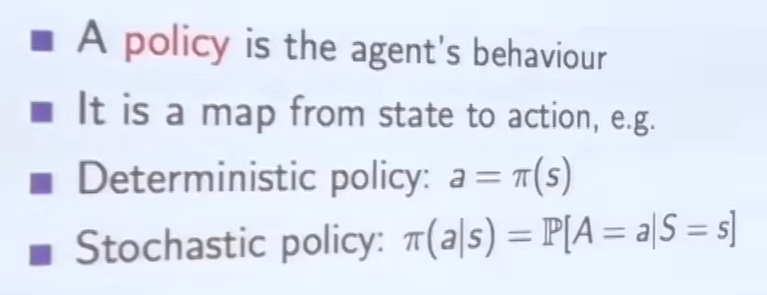 A policy is the agent's behaviour
It is a map from state to action, e.g.
Deterministic policy: a = π(s)
Stochastic policy: π(a|s) = ℙ[A = a|S = s]